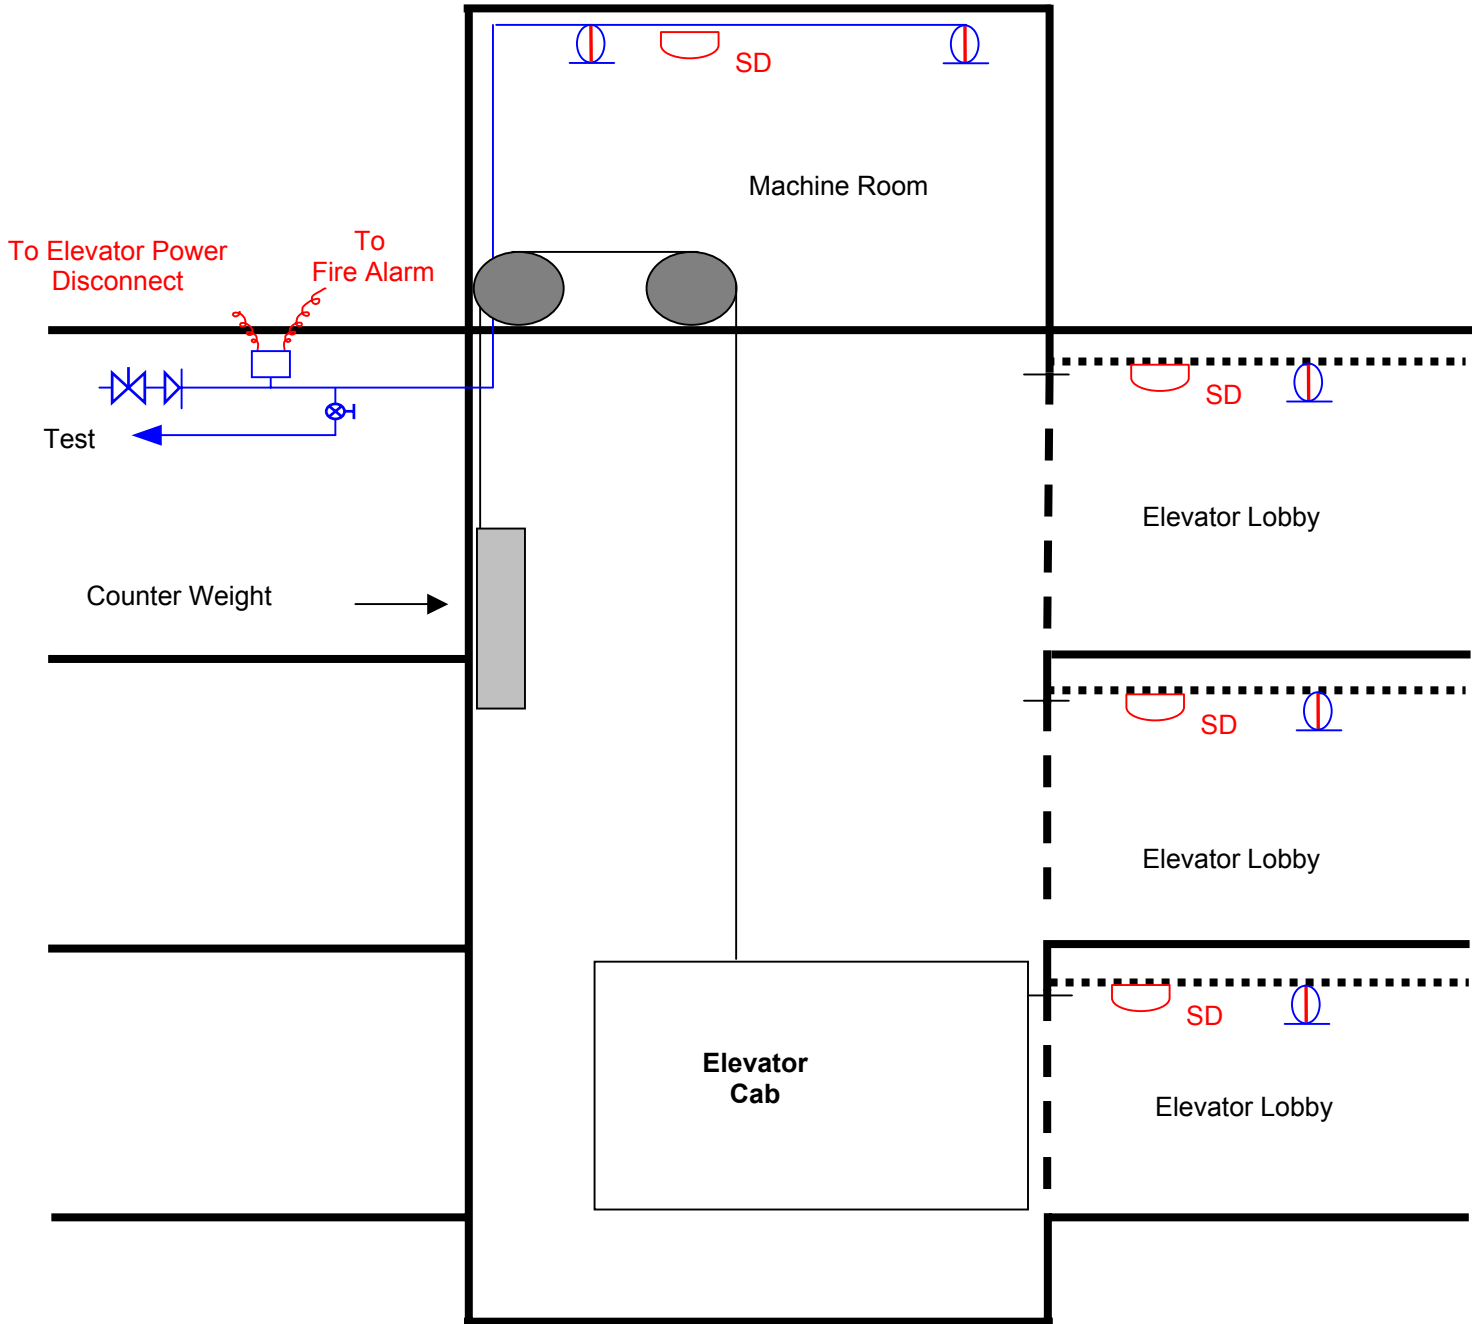 SD
Machine Room
To Elevator Power
Disconnect
To
Fire Alarm
SD
Test
Elevator Lobby
Counter Weight
SD
Elevator Lobby
SD
Elevator
Cab
Elevator Lobby